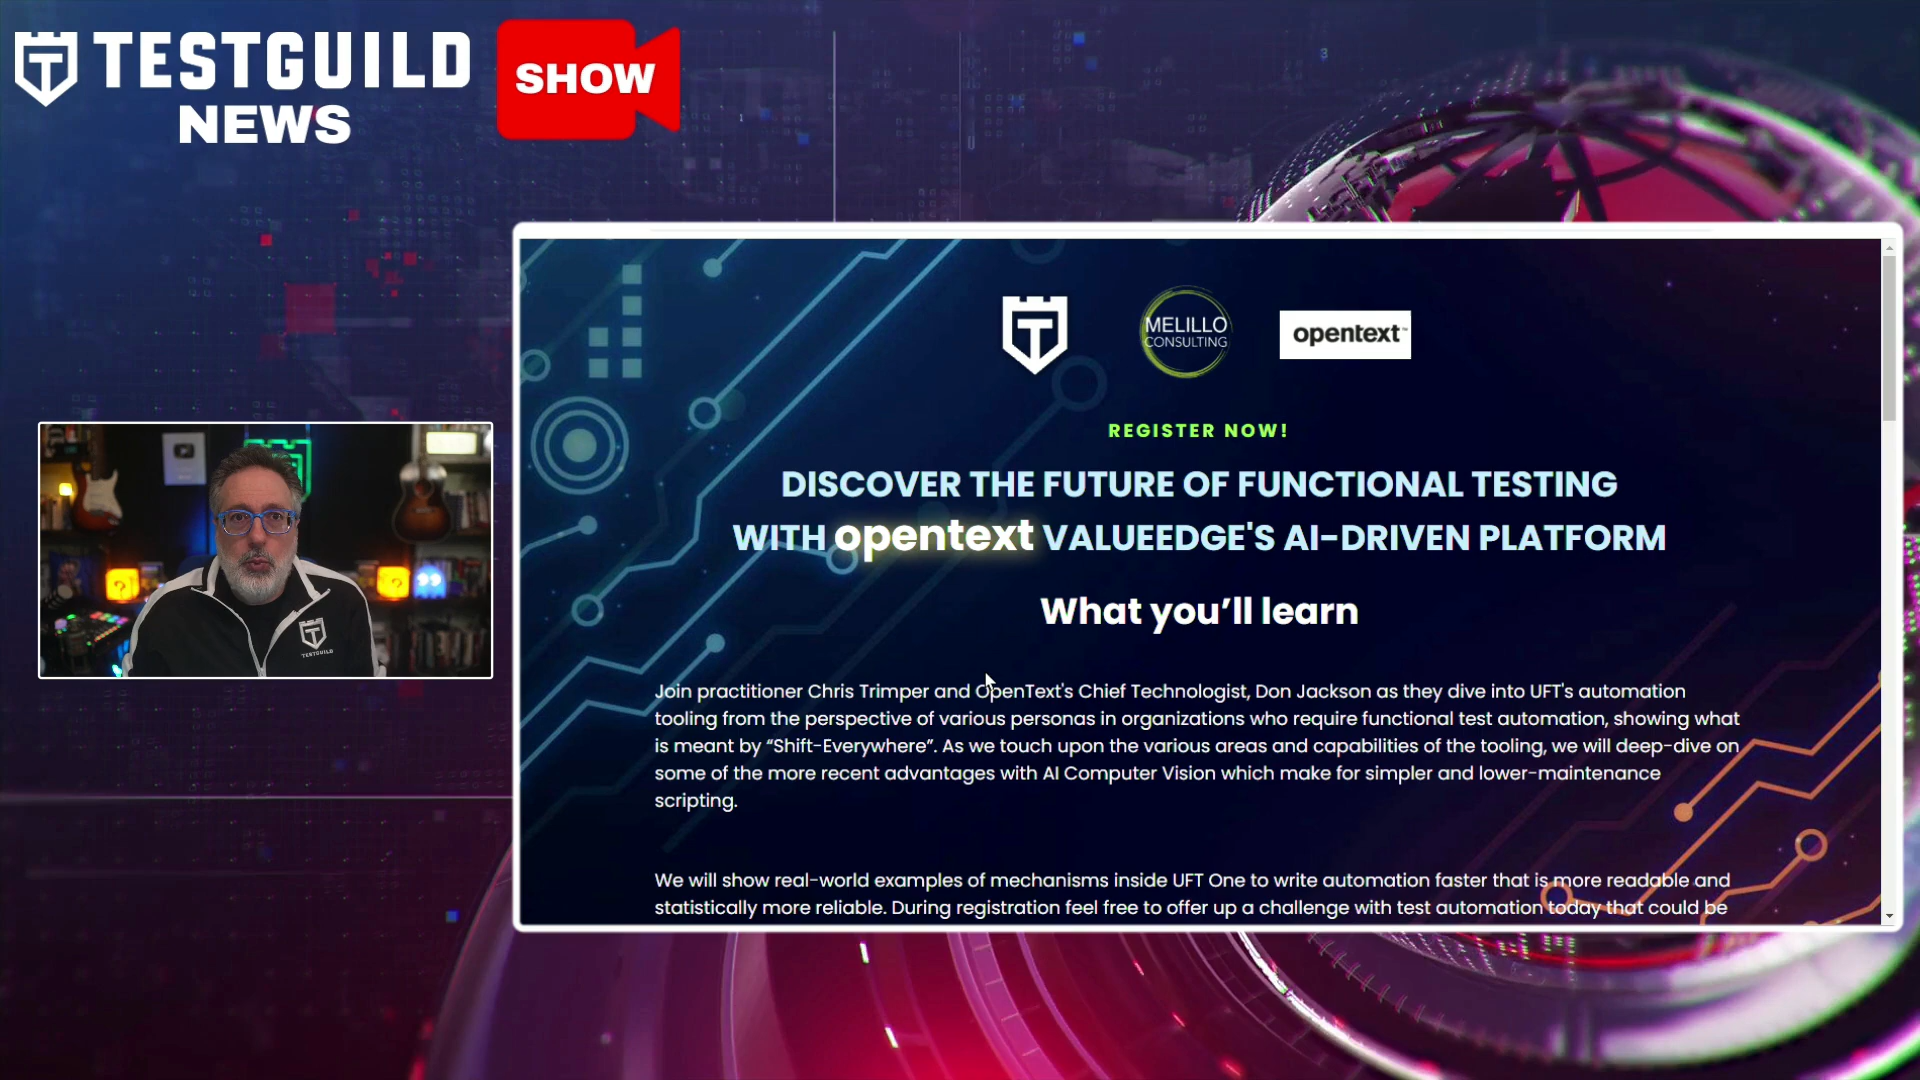 TESTGUILD
NEWS
SHOW
MELILLO
CONSULTING
opentext™
REGISTER NOW!
DISCOVER THE FUTURE OF FUNCTIONAL TESTING
WITH opentext VALUEEDGE'S AI-DRIVEN PLATFORM
What you’ll learn
Join practitioner Chris Trimper and OpenText's Chief Technologist, Don Jackson as they dive into UFT's automation
tooling from the perspective of various personas in organizations who require functional test automation, showing what
is meant by “Shift-Everywhere”. As we touch upon the various areas and capabilities of the tooling, we will deep-dive on
some of the more recent advantages with AI Computer Vision which make for simpler and lower-maintenance
scripting.
We will show real-world examples of mechanisms inside UFT One to write automation faster that is more readable and
statistically more reliable. During registration feel free to offer up a challenge with test automation today that could be
TESTGUILD